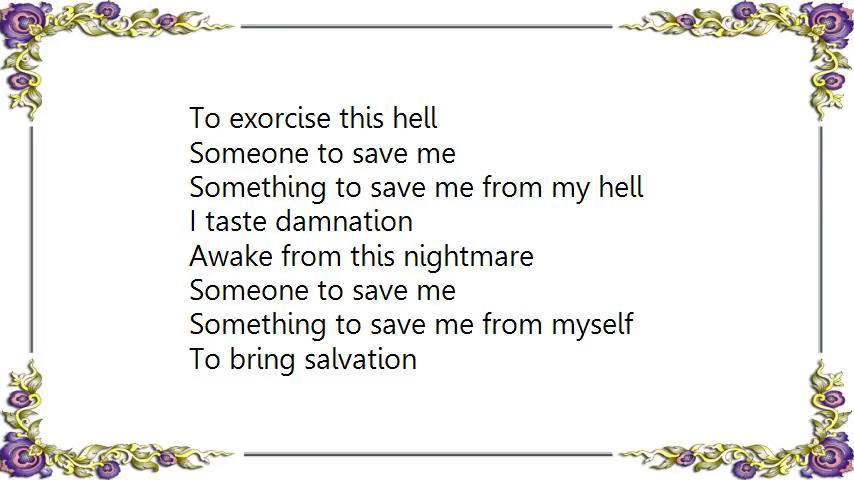 To exorcise this hell
Someone to save me
Something to save me from my hell
I taste damnation
Awake from this nightmare
Someone to save me
Something to save me from myself
To bring salvation